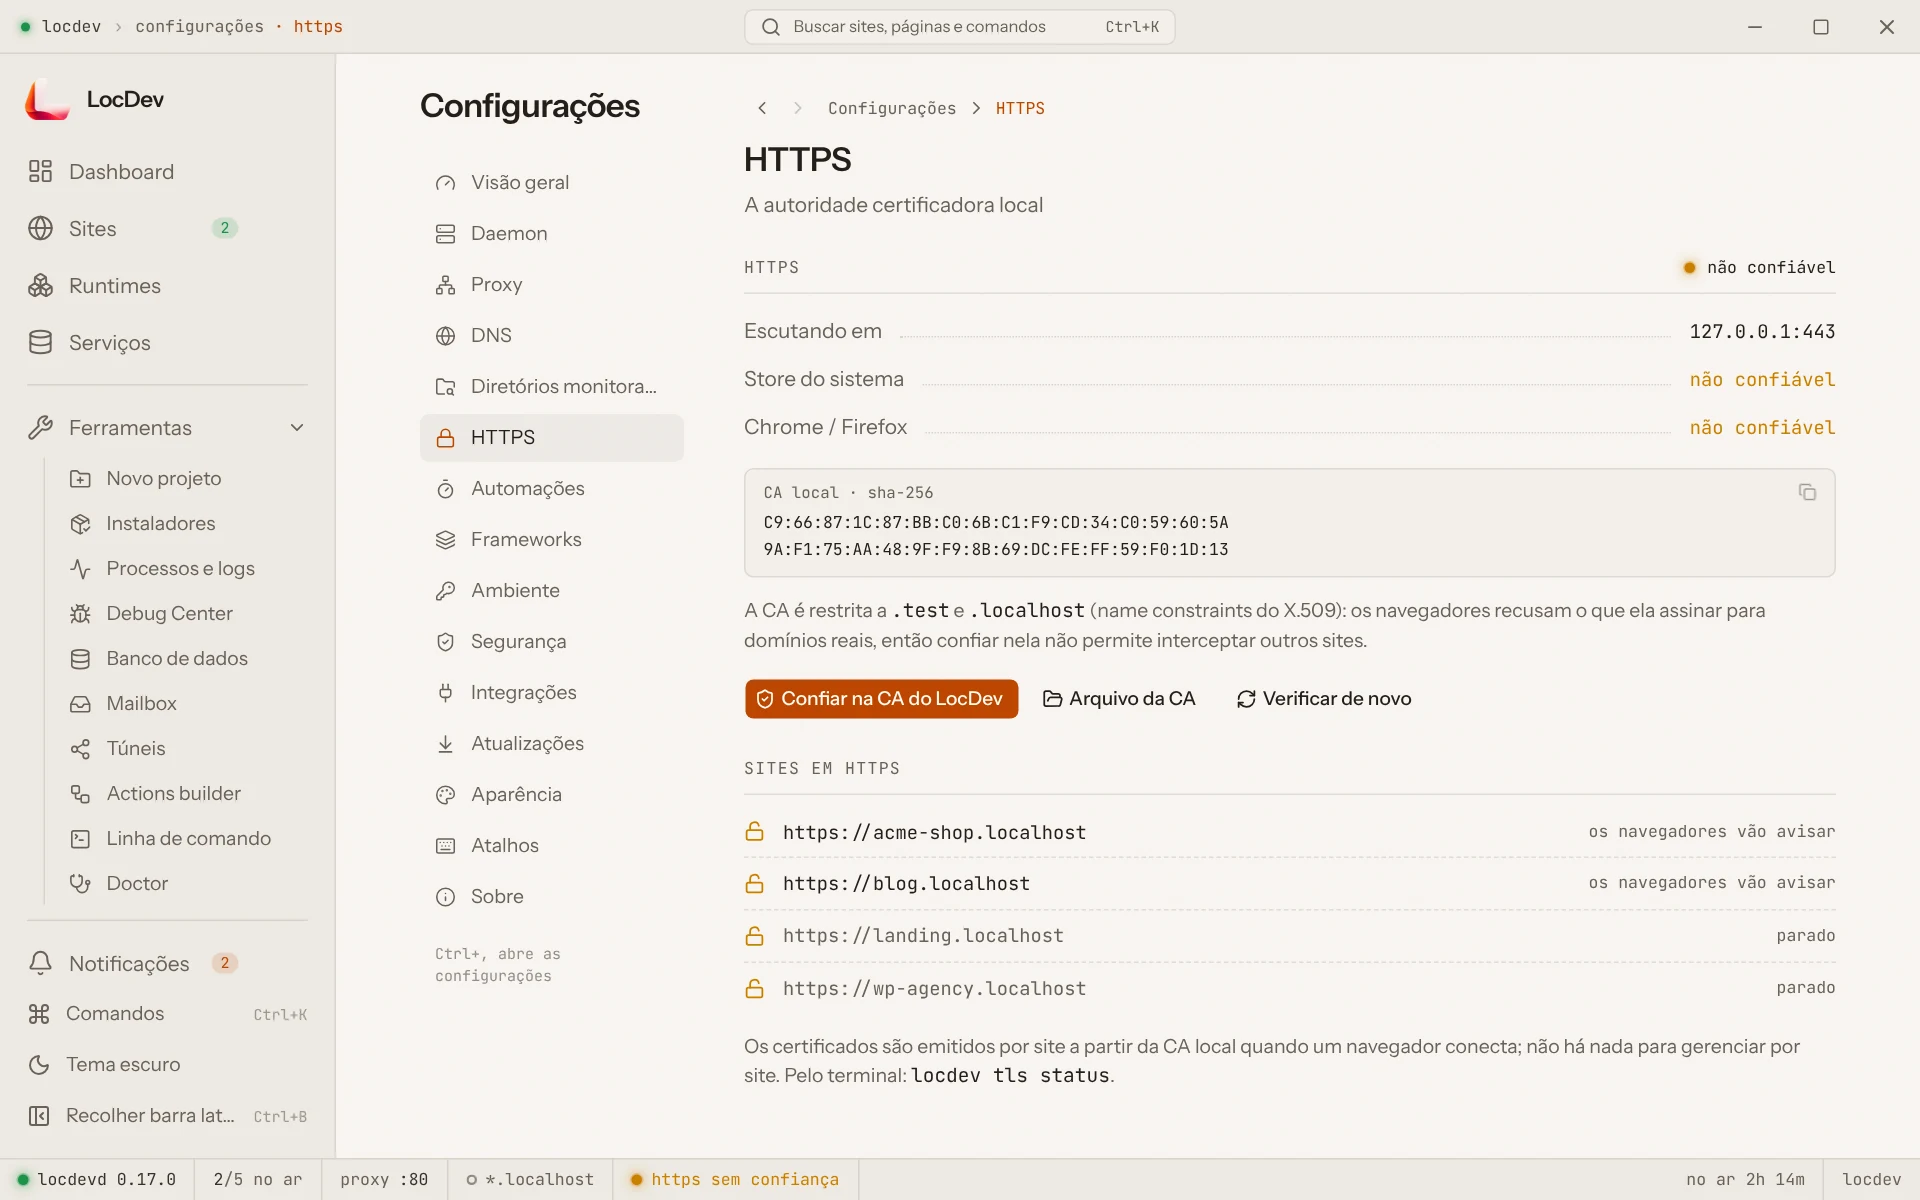 locdev › configurações · https
Buscar sites, páginas e comandos Ctrl+K
LocDev
Dashboard
Sites 2
Runtimes
Serviços
Ferramentas
Novo projeto
Instaladores
Processos e logs
Debug Center
Banco de dados
Mailbox
Túneis
Actions builder
Linha de comando
Doctor
Notificações 2
Comandos Ctrl+K
Tema escuro
Recolher barra lat... Ctrl+B
Configurações
Visão geral
Daemon
Proxy
DNS
Diretórios monitora...
HTTPS
Automações
Frameworks
Ambiente
Segurança
Integrações
Atualizações
Aparência
Atalhos
Sobre
Ctrl+, abre as
configurações
Configurações > HTTPS
HTTPS
A autoridade certificadora local
HTTPS não confiável
Escutando em 127.0.0.1:443
Store do sistema não confiável
Chrome / Firefox não confiável
CA local · sha-256
C9:66:87:1C:87:BB:C0:6B:C1:F9:CD:34:C0:59:60:5A
9A:F1:75:AA:48:9F:F9:8B:69:DC:FE:FF:59:F0:1D:13
A CA é restrita a .test e .localhost (name constraints do X.509): os navegadores recusam o que ela assinar para
domínios reais, então confiar nela não permite interceptar outros sites.
Confiar na CA do LocDev Arquivo da CA Verificar de novo
SITES EM HTTPS
https://acme-shop.localhost os navegadores vão avisar
https://blog.localhost os navegadores vão avisar
https://landing.localhost parado
https://wp-agency.localhost parado
Os certificados são emitidos por site a partir da CA local quando um navegador conecta; não há nada para gerenciar por
site. Pelo terminal: locdev tls status.
locdevd 0.17.0 2/5 no ar proxy :80 *.localhost https sem confiança no ar 2h 14m locdev